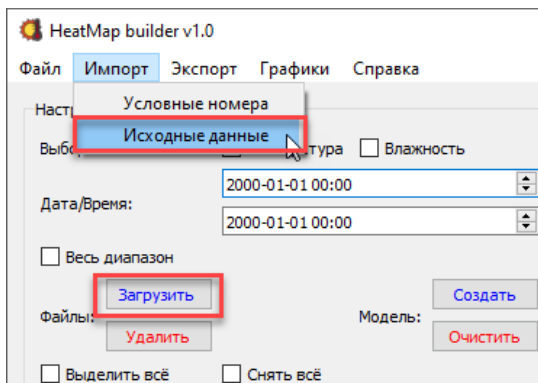 HeatMap builder v1.0
Файл Импорт Экспорт Графики Справка
Условные номера
Исходные данные
Влажность
2000-01-01 00:00
Дата/Время:
2000-01-01 00:00
Весь диапазон
Загрузить Создать
Файлы: Модель:
Удалить Очистить
Выделить всё Снять всё